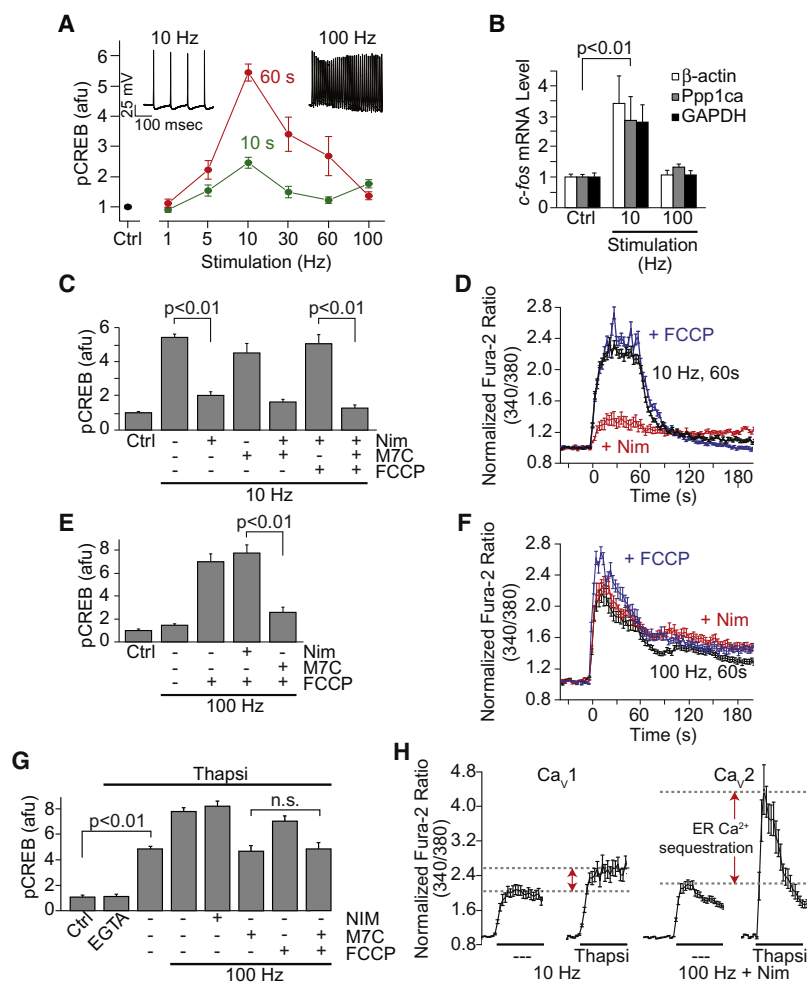 A
10 Hz
100 Hz
60 s
10 s
25 mV
100 msec
pCREB (afu)
6
5
4
3
2
1
0
Ctrl
1 5 10 30 60 100
Stimulation (Hz)
B
p<0.01
β-actin
Ppp1ca
GAPDH
c-fos mRNA Level
5
4
3
2
1
0
Ctrl 10 100
Stimulation
(Hz)
C
p<0.01 p<0.01
pCREB (afu)
6
4
2
0
Ctrl - + - + + + Nim
- - + + - + M7C
- - - - + + FCCP
10 Hz
D
Normalized Fura-2 Ratio
(340/380)
2.8
2.4
2.0
1.6
1.2
0.8
+ FCCP
10 Hz, 60s
+ Nim
0 60 120 180
Time (s)
E
p<0.01
pCREB (afu)
8
6
4
2
0
Ctrl - - + - Nim
- - - + M7C
- + + + FCCP
100 Hz
F
Normalized Fura-2 Ratio
(340/380)
2.8
2.4
2.0
1.6
1.2
0.8
+ FCCP
+ Nim
100 Hz, 60s
0 60 120 180
Time (s)
G
Thapsi
p<0.01
n.s.
pCREB (afu)
8
6
4
2
0
Ctrl
EGTA
- - + - - - NIM
- - - + - + M7C
- - - - + + FCCP
100 Hz
H
CaV1 CaV2
Normalized Fura-2 Ratio
(340/380)
4.8
4.0
3.2
2.4
1.6
0.8
ER Ca²⁺
sequestration
--- Thapsi --- Thapsi
10 Hz 100 Hz + Nim